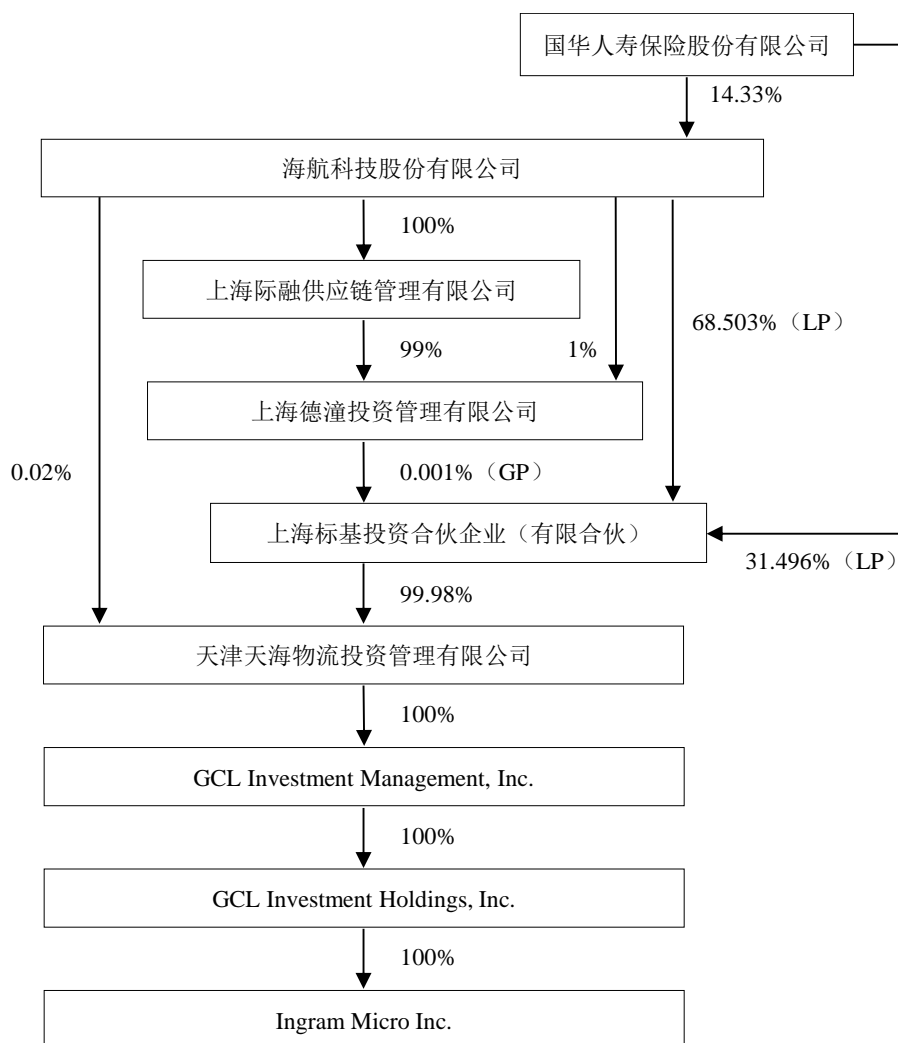 国华人寿保险股份有限公司
14.33%
海航科技股份有限公司
100%
上海际融供应链管理有限公司
68.503%（LP）
99%
1%
上海德潼投资管理有限公司
0.02%
0.001%（GP）
上海标基投资合伙企业（有限合伙）
31.496%（LP）
99.98%
天津天海物流投资管理有限公司
100%
GCL Investment Management, Inc.
100%
GCL Investment Holdings, Inc.
100%
Ingram Micro Inc.